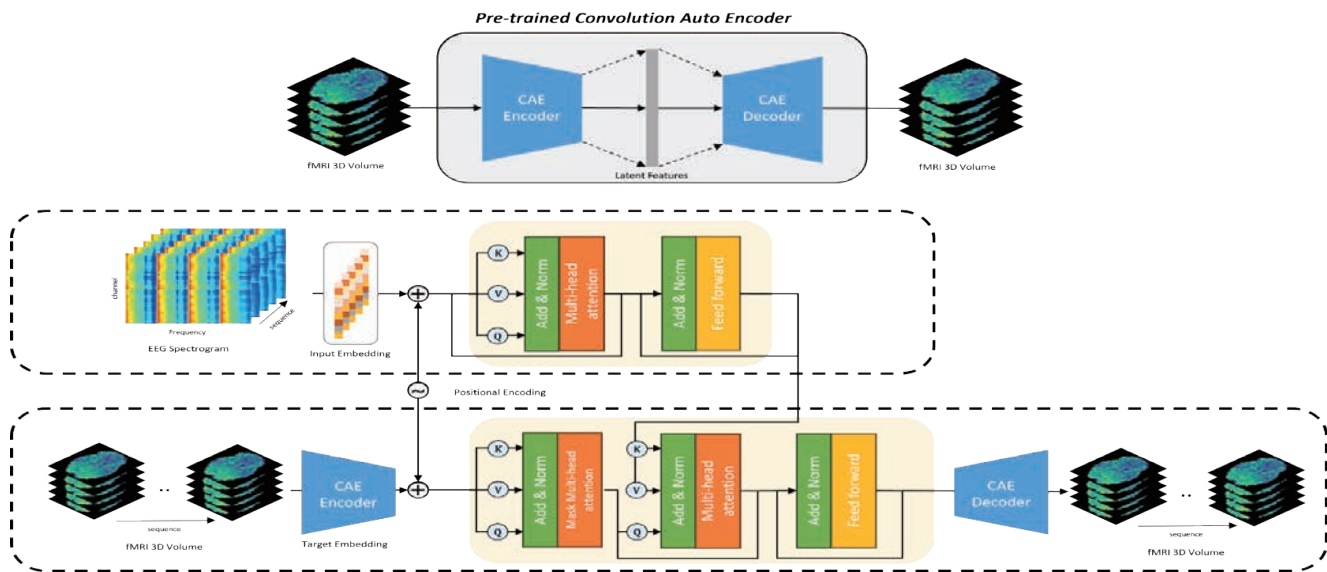 Pre-trained Convolution Auto Encoder
CAE
Encoder
CAE
Decoder
fMRI 3D Volume
Latent Features
fMRI 3D Volume
channel
Frequency
sequence
EEG Spectrogram
Input Embedding
K
V
Q
Add & Norm
Multi-head
attention
Add & Norm
Feed forward
Positional Encoding
..
sequence
fMRI 3D Volume
CAE
Encoder
Target Embedding
K
V
Q
Add & Norm
Mask Multi-head
attention
K
V
Q
Add & Norm
Multi-head
attention
Add & Norm
Feed forward
CAE
Decoder
..
sequence
fMRI 3D Volume